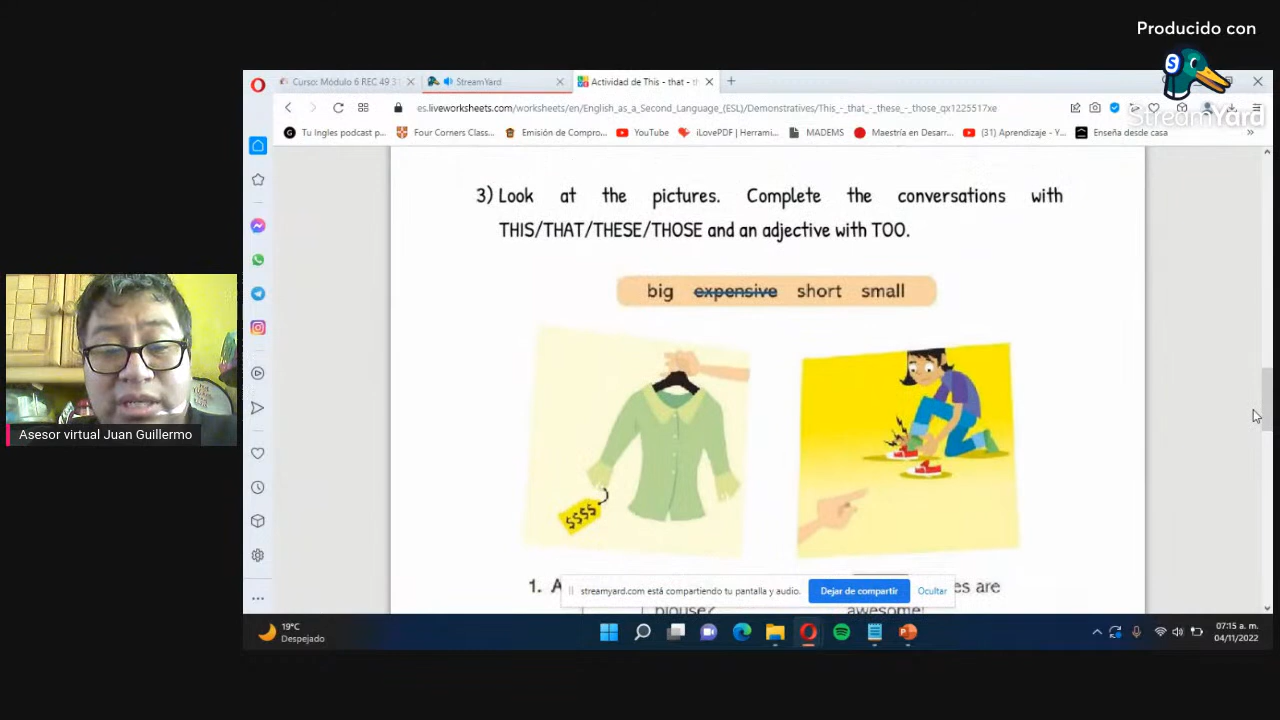 Producido con
StreamYard
Curso: Módulo 6 REC 49 31
StreamYard
Actividad de This - that - th
es.liveworksheets.com/worksheets/en/English_as_a_Second_Language_(ESL)/Demonstratives/This_-_that_-_these_-_those_qx1225517xe
Tu Ingles podcast p...
Four Corners Class...
Emisión de Compro...
YouTube
iLovePDF | Herrami...
MADEMS
Maestría en Desarr...
(31) Aprendizaje - Y...
Enseña desde casa
3) Look at the pictures. Complete the conversations with
THIS/THAT/THESE/THOSE and an adjective with TOO.
big expensive short small
$$$$
1. A
es are
blouse?
awesome!
streamyard.com está compartiendo tu pantalla y audio.
Dejar de compartir
Ocultar
Asesor virtual Juan Guillermo
19°C
Despejado
07:15 a. m.
04/11/2022